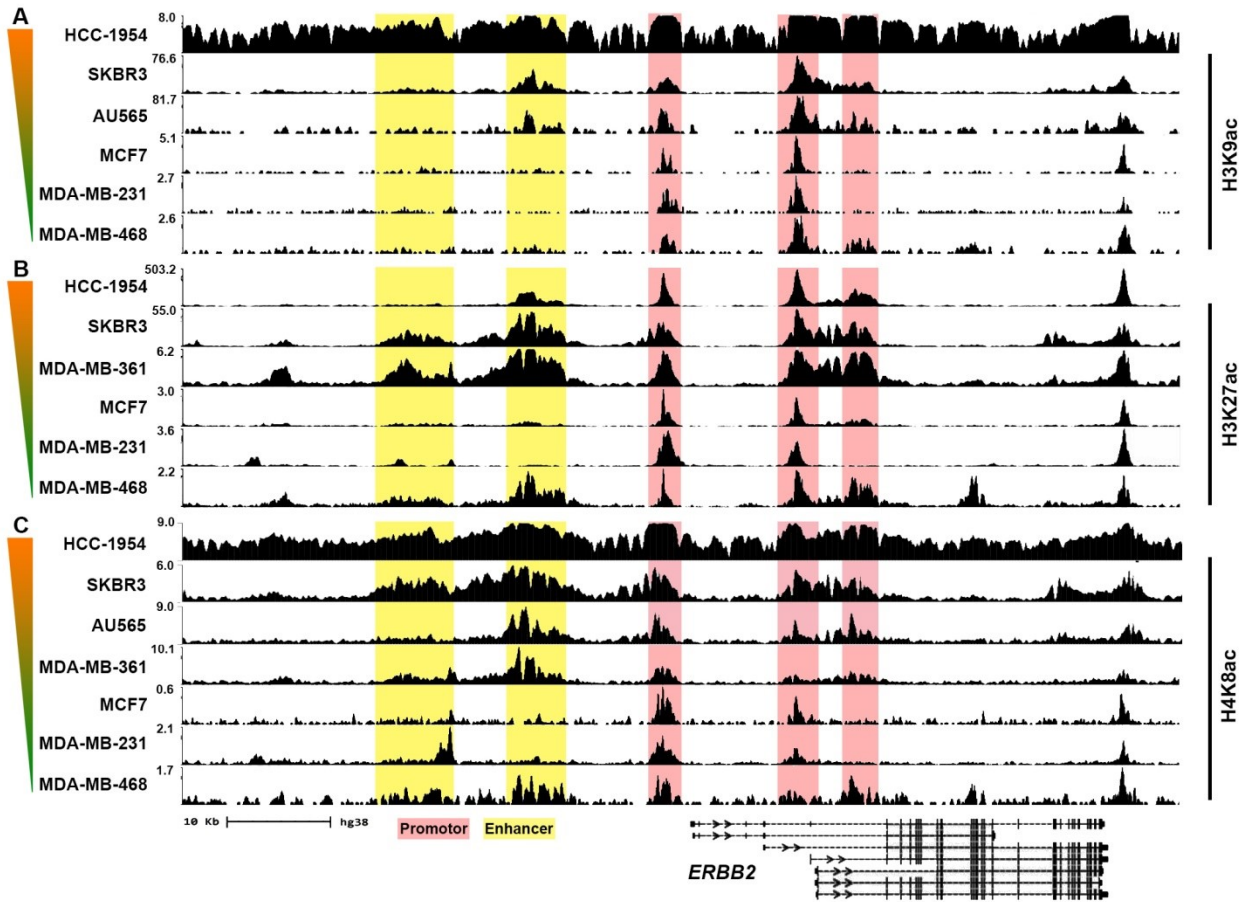 A
8.0
HCC-1954
76.6
SKBR3
81.7
AU565
5.1
MCF7
2.7
MDA-MB-231
2.6
MDA-MB-468
H3K9ac
B
503.2
HCC-1954
55.0
SKBR3
6.2
MDA-MB-361
3.0
MCF7
3.6
MDA-MB-231
2.2
MDA-MB-468
H3K27ac
C
9.0
HCC-1954
6.0
SKBR3
9.0
AU565
10.1
MDA-MB-361
0.6
MCF7
2.1
MDA-MB-231
1.7
MDA-MB-468
H4K8ac
10 Kb hg38
Promotor Enhancer
ERBB2